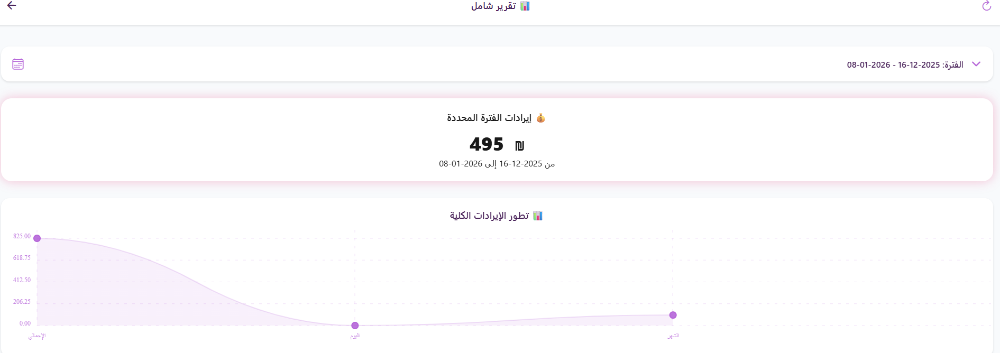 📊 تقرير شامل
الفترة: 2025-12-16 - 2026-01-08
💰 إيرادات الفترة المحددة
₪ 495
من 2025-12-16 إلى 2026-01-08
📊 تطور الإيرادات الكلية
825.00
618.75
412.50
206.25
0.00
الإجمالي
اليوم
الشهر